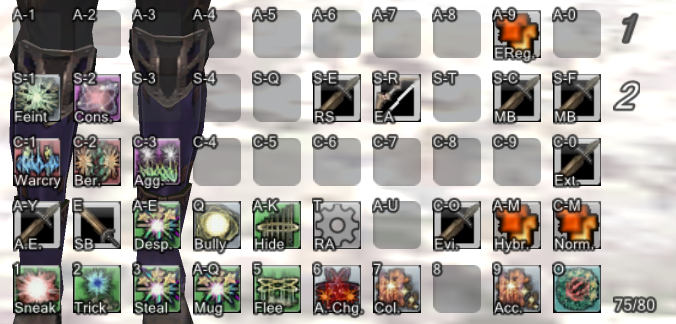 A-1 A-2 A-3 A-4 A-5 A-6 A-7 A-8 A-9 A-0 1
EReg.
S-1 S-2 S-3 S-4 S-Q S-E S-R S-T S-C S-F 2
Feint Cons. RS EA MB MB
C-1 C-2 C-3 C-4 C-5 C-6 C-7 C-8 C-9 C-0
Warcry Ber. Agg. Ext.
A-Y E A-E Q A-K T A-U C-O A-M C-M
A.E. SB Desp. Bully Hide RA Evi. Hybr. Norm.
1 2 3 A-Q 5 6 7 8 9 O
Sneak Trick Steal Mug Flee A.Chg. Col. Acc. 75/80